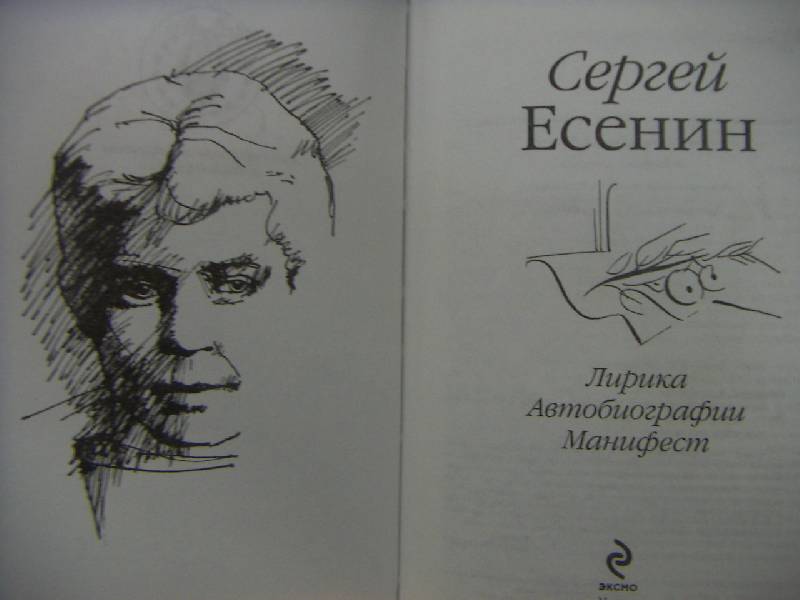 Сергей
Есенин
Лирика
Автобиографии
Манифест
ЭКСМО